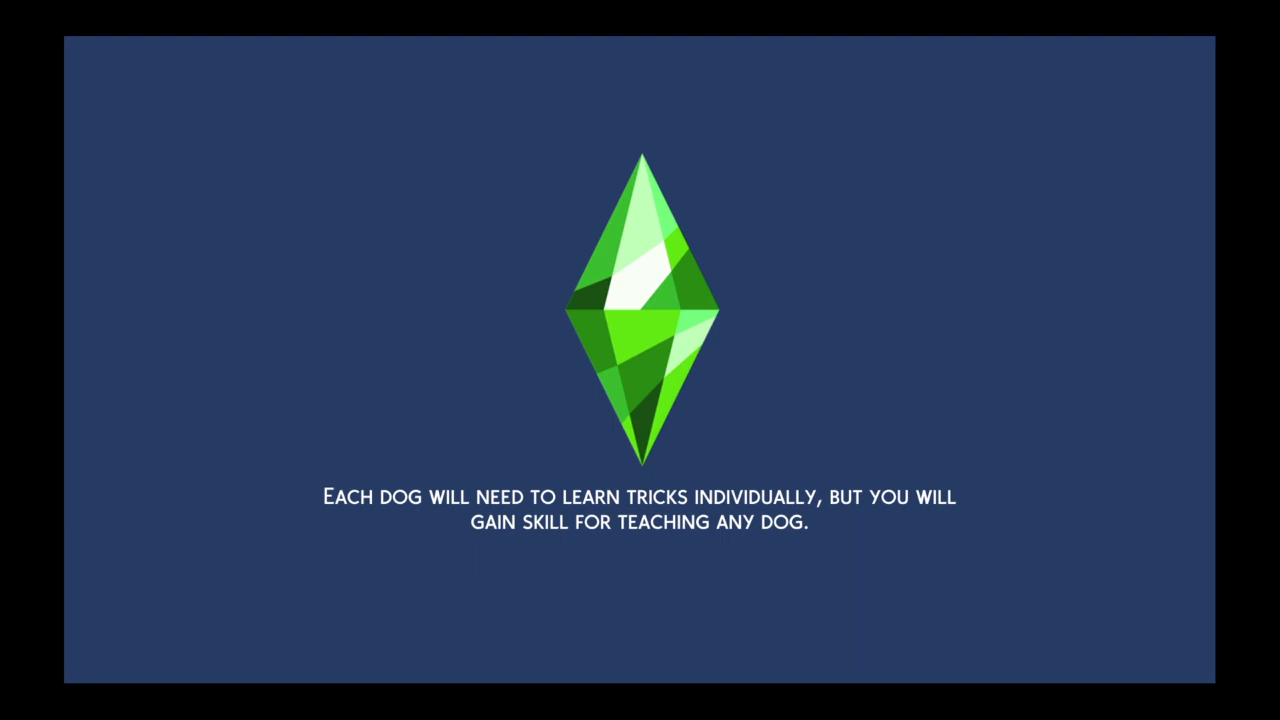 Each dog will need to learn tricks individually, but you will
gain skill for teaching any dog.